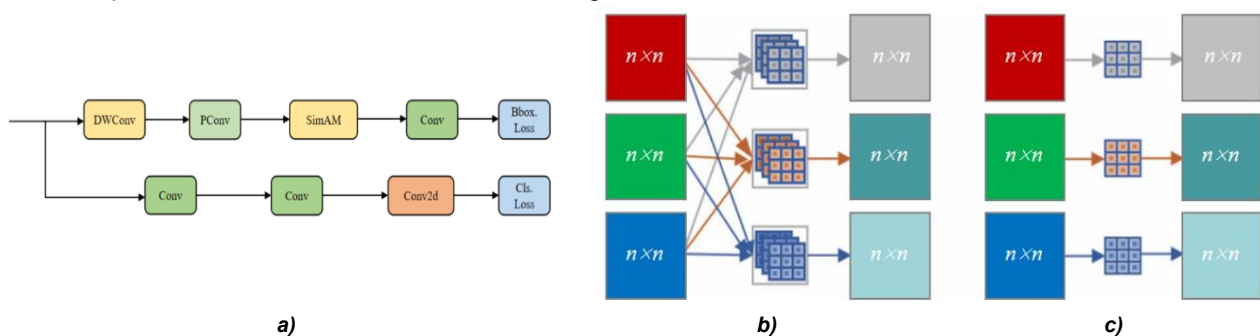 DWConv
PConv
SimAM
Conv
Bbox.
Loss
Conv
Conv
Conv2d
Cls.
Loss
a)
n×n
n×n
n×n
n×n
n×n
n×n
b)
n×n
n×n
n×n
n×n
n×n
n×n
c)